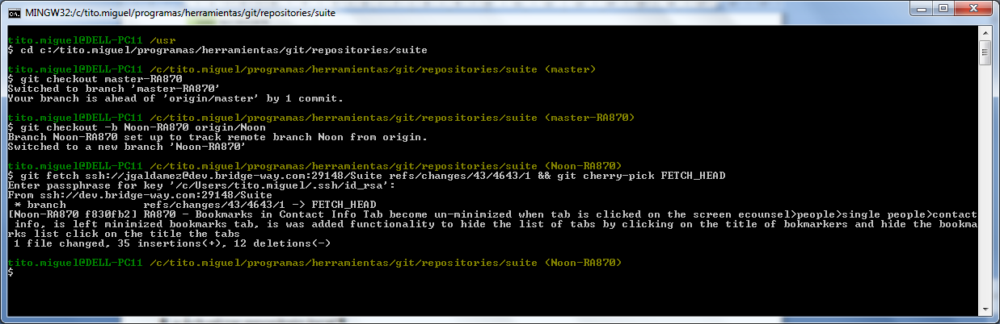 MINGW32:/c/tito.miguel/programas/herramientas/git/repositories/suite
tito.miguel@DELL-PC11 /usr
$ cd c:/tito.miguel/programas/herramientas/git/repositories/suite
tito.miguel@DELL-PC11 /c/tito.miguel/programas/herramientas/git/repositories/suite (master)
$ git checkout master-RA870
Switched to branch 'master-RA870'
Your branch is ahead of 'origin/master' by 1 commit.
tito.miguel@DELL-PC11 /c/tito.miguel/programas/herramientas/git/repositories/suite (master-RA870)
$ git checkout -b Noon-RA870 origin/Noon
Branch Noon-RA870 set up to track remote branch Noon from origin.
Switched to a new branch 'Noon-RA870'
tito.miguel@DELL-PC11 /c/tito.miguel/programas/herramientas/git/repositories/suite (Noon-RA870)
$ git fetch ssh://jgaldamez@dev.bridge-way.com:29148/Suite refs/changes/43/4643/1 && git cherry-pick FETCH_HEAD
Enter passphrase for key '/c/Users/tito.miguel/.ssh/id_rsa':
From ssh://dev.bridge-way.com:29148/Suite
 * branch            refs/changes/43/4643/1 -> FETCH_HEAD
[Noon-RA870 f830fb2] RA870 - Bookmarks in Contact Info Tab become un-minimized when tab is clicked on the screen ecounsel>people>single people>contact
 info, is left minimized bookmarks tab, is was added functionality to hide the list of tabs by clicking on the title of bokmarkers and hide the bookma
rks list click on the title the tabs
 1 file changed, 35 insertions(+), 12 deletions(-)
tito.miguel@DELL-PC11 /c/tito.miguel/programas/herramientas/git/repositories/suite (Noon-RA870)
$